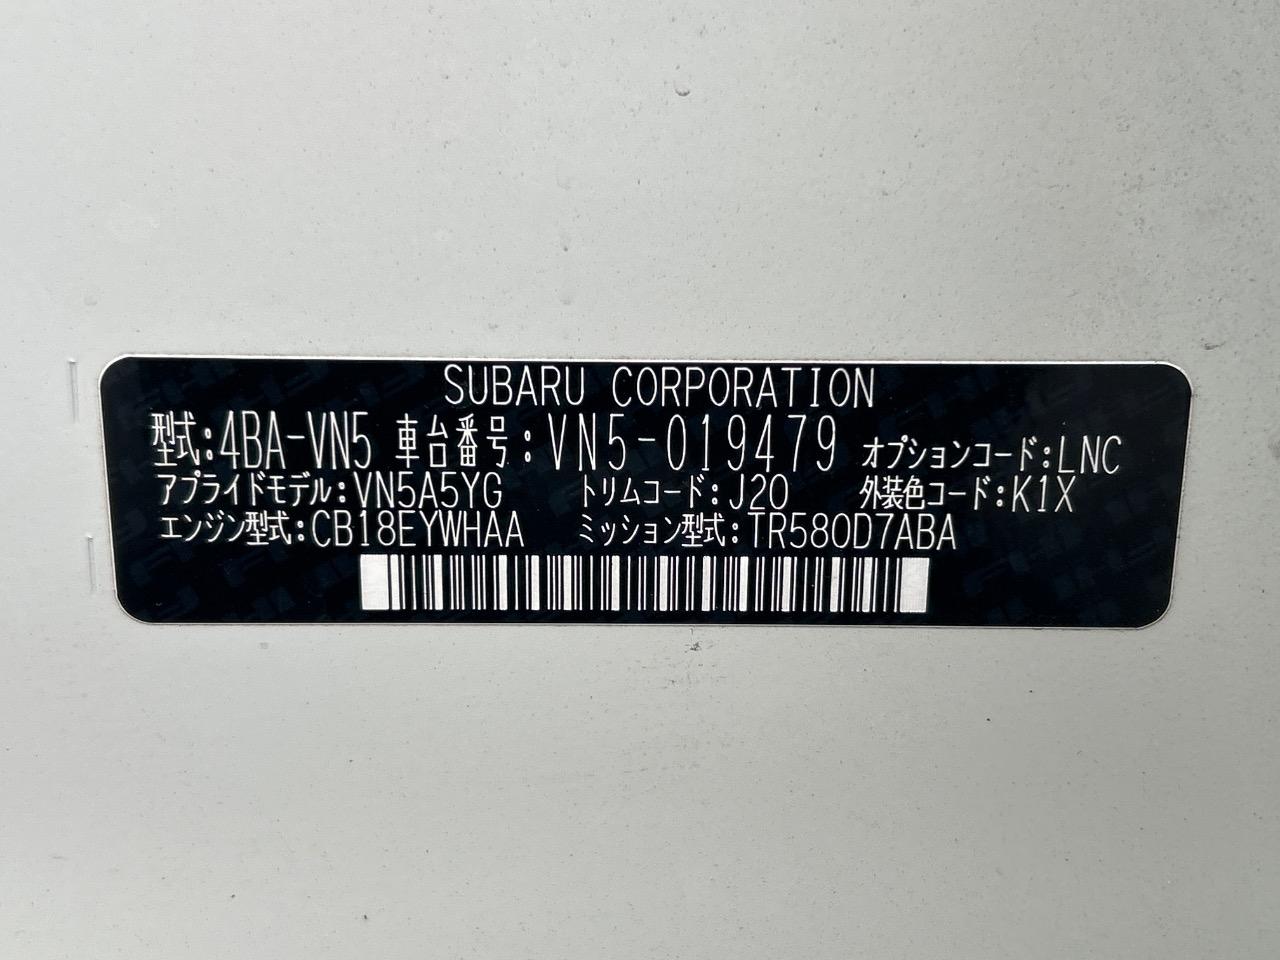 SUBARU CORPORATION
型式:4BA-VN5 車台番号:VN5-019479 オプションコード:LNC
アプライドモデル:VN5A5YG トリムコード:J20 外装色コード:K1X
エンジン型式:CB18EYWHAA ミッション型式:TR580D7ABA